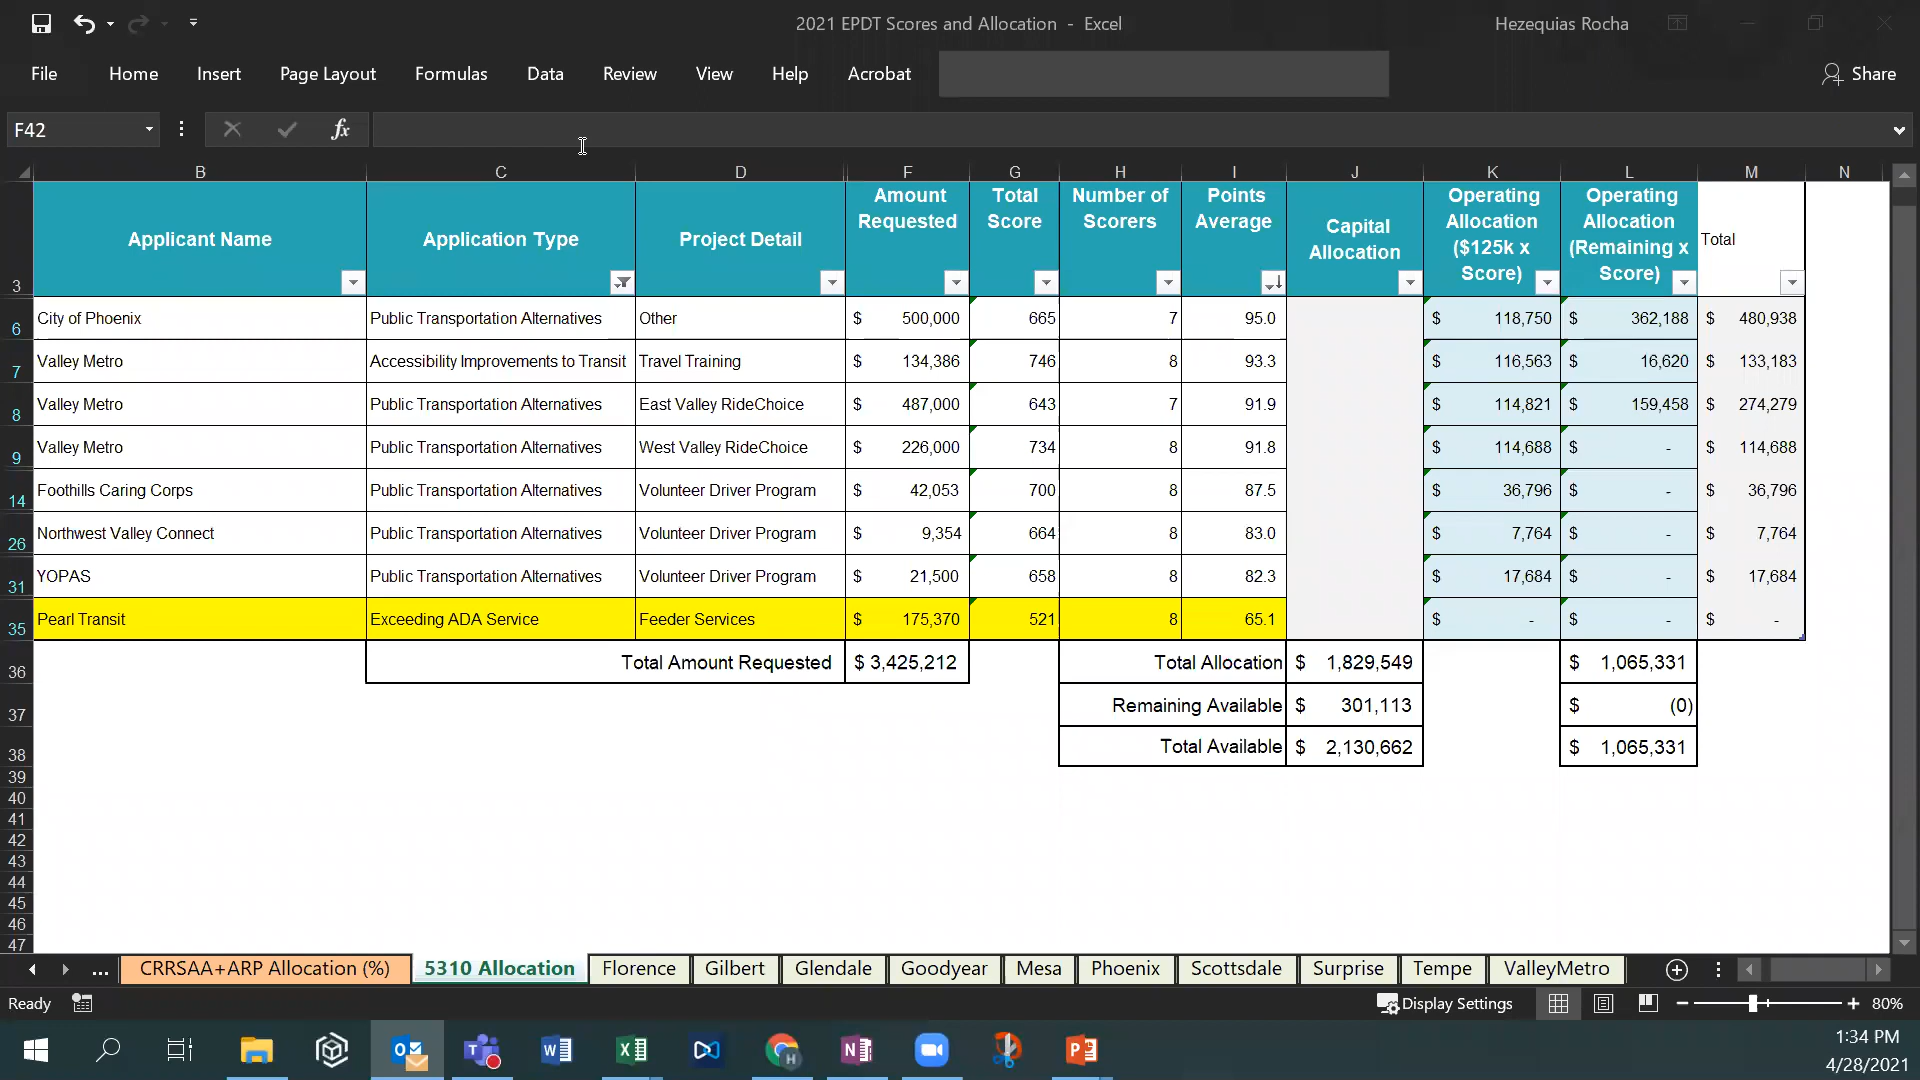 2021 EPDT Scores and Allocation - Excel
Hezequias Rocha
File Home Insert Page Layout Formulas Data Review View Help Acrobat Share
F42 fx
B C D F G H I J K L M N
3 Applicant Name Application Type Project Detail Amount Requested Total Score Number of Scorers Points Average Capital Allocation Operating Allocation ($125k x Score) Operating Allocation (Remaining x Score) Total
6 City of Phoenix Public Transportation Alternatives Other $ 500,000 665 7 95.0 $ 118,750 $ 362,188 $ 480,938
7 Valley Metro Accessibility Improvements to Transit Travel Training $ 134,386 746 8 93.3 $ 116,563 $ 16,620 $ 133,183
8 Valley Metro Public Transportation Alternatives East Valley RideChoice $ 487,000 643 7 91.9 $ 114,821 $ 159,458 $ 274,279
9 Valley Metro Public Transportation Alternatives West Valley RideChoice $ 226,000 734 8 91.8 $ 114,688 $ - $ 114,688
14 Foothills Caring Corps Public Transportation Alternatives Volunteer Driver Program $ 42,053 700 8 87.5 $ 36,796 $ - $ 36,796
26 Northwest Valley Connect Public Transportation Alternatives Volunteer Driver Program $ 9,354 664 8 83.0 $ 7,764 $ - $ 7,764
31 YOPAS Public Transportation Alternatives Volunteer Driver Program $ 21,500 658 8 82.3 $ 17,684 $ - $ 17,684
35 Pearl Transit Exceeding ADA Service Feeder Services $ 175,370 521 8 65.1 $ - $ - $ -
36 Total Amount Requested $ 3,425,212 Total Allocation $ 1,829,549 $ 1,065,331
37 Remaining Available $ 301,113 $ (0)
38 Total Available $ 2,130,662 $ 1,065,331
39
40
41
42
43
44
45
46
47
... CRRSAA+ARP Allocation (%) 5310 Allocation Florence Gilbert Glendale Goodyear Mesa Phoenix Scottsdale Surprise Tempe ValleyMetro
Ready Display Settings 80%
1:34 PM
4/28/2021